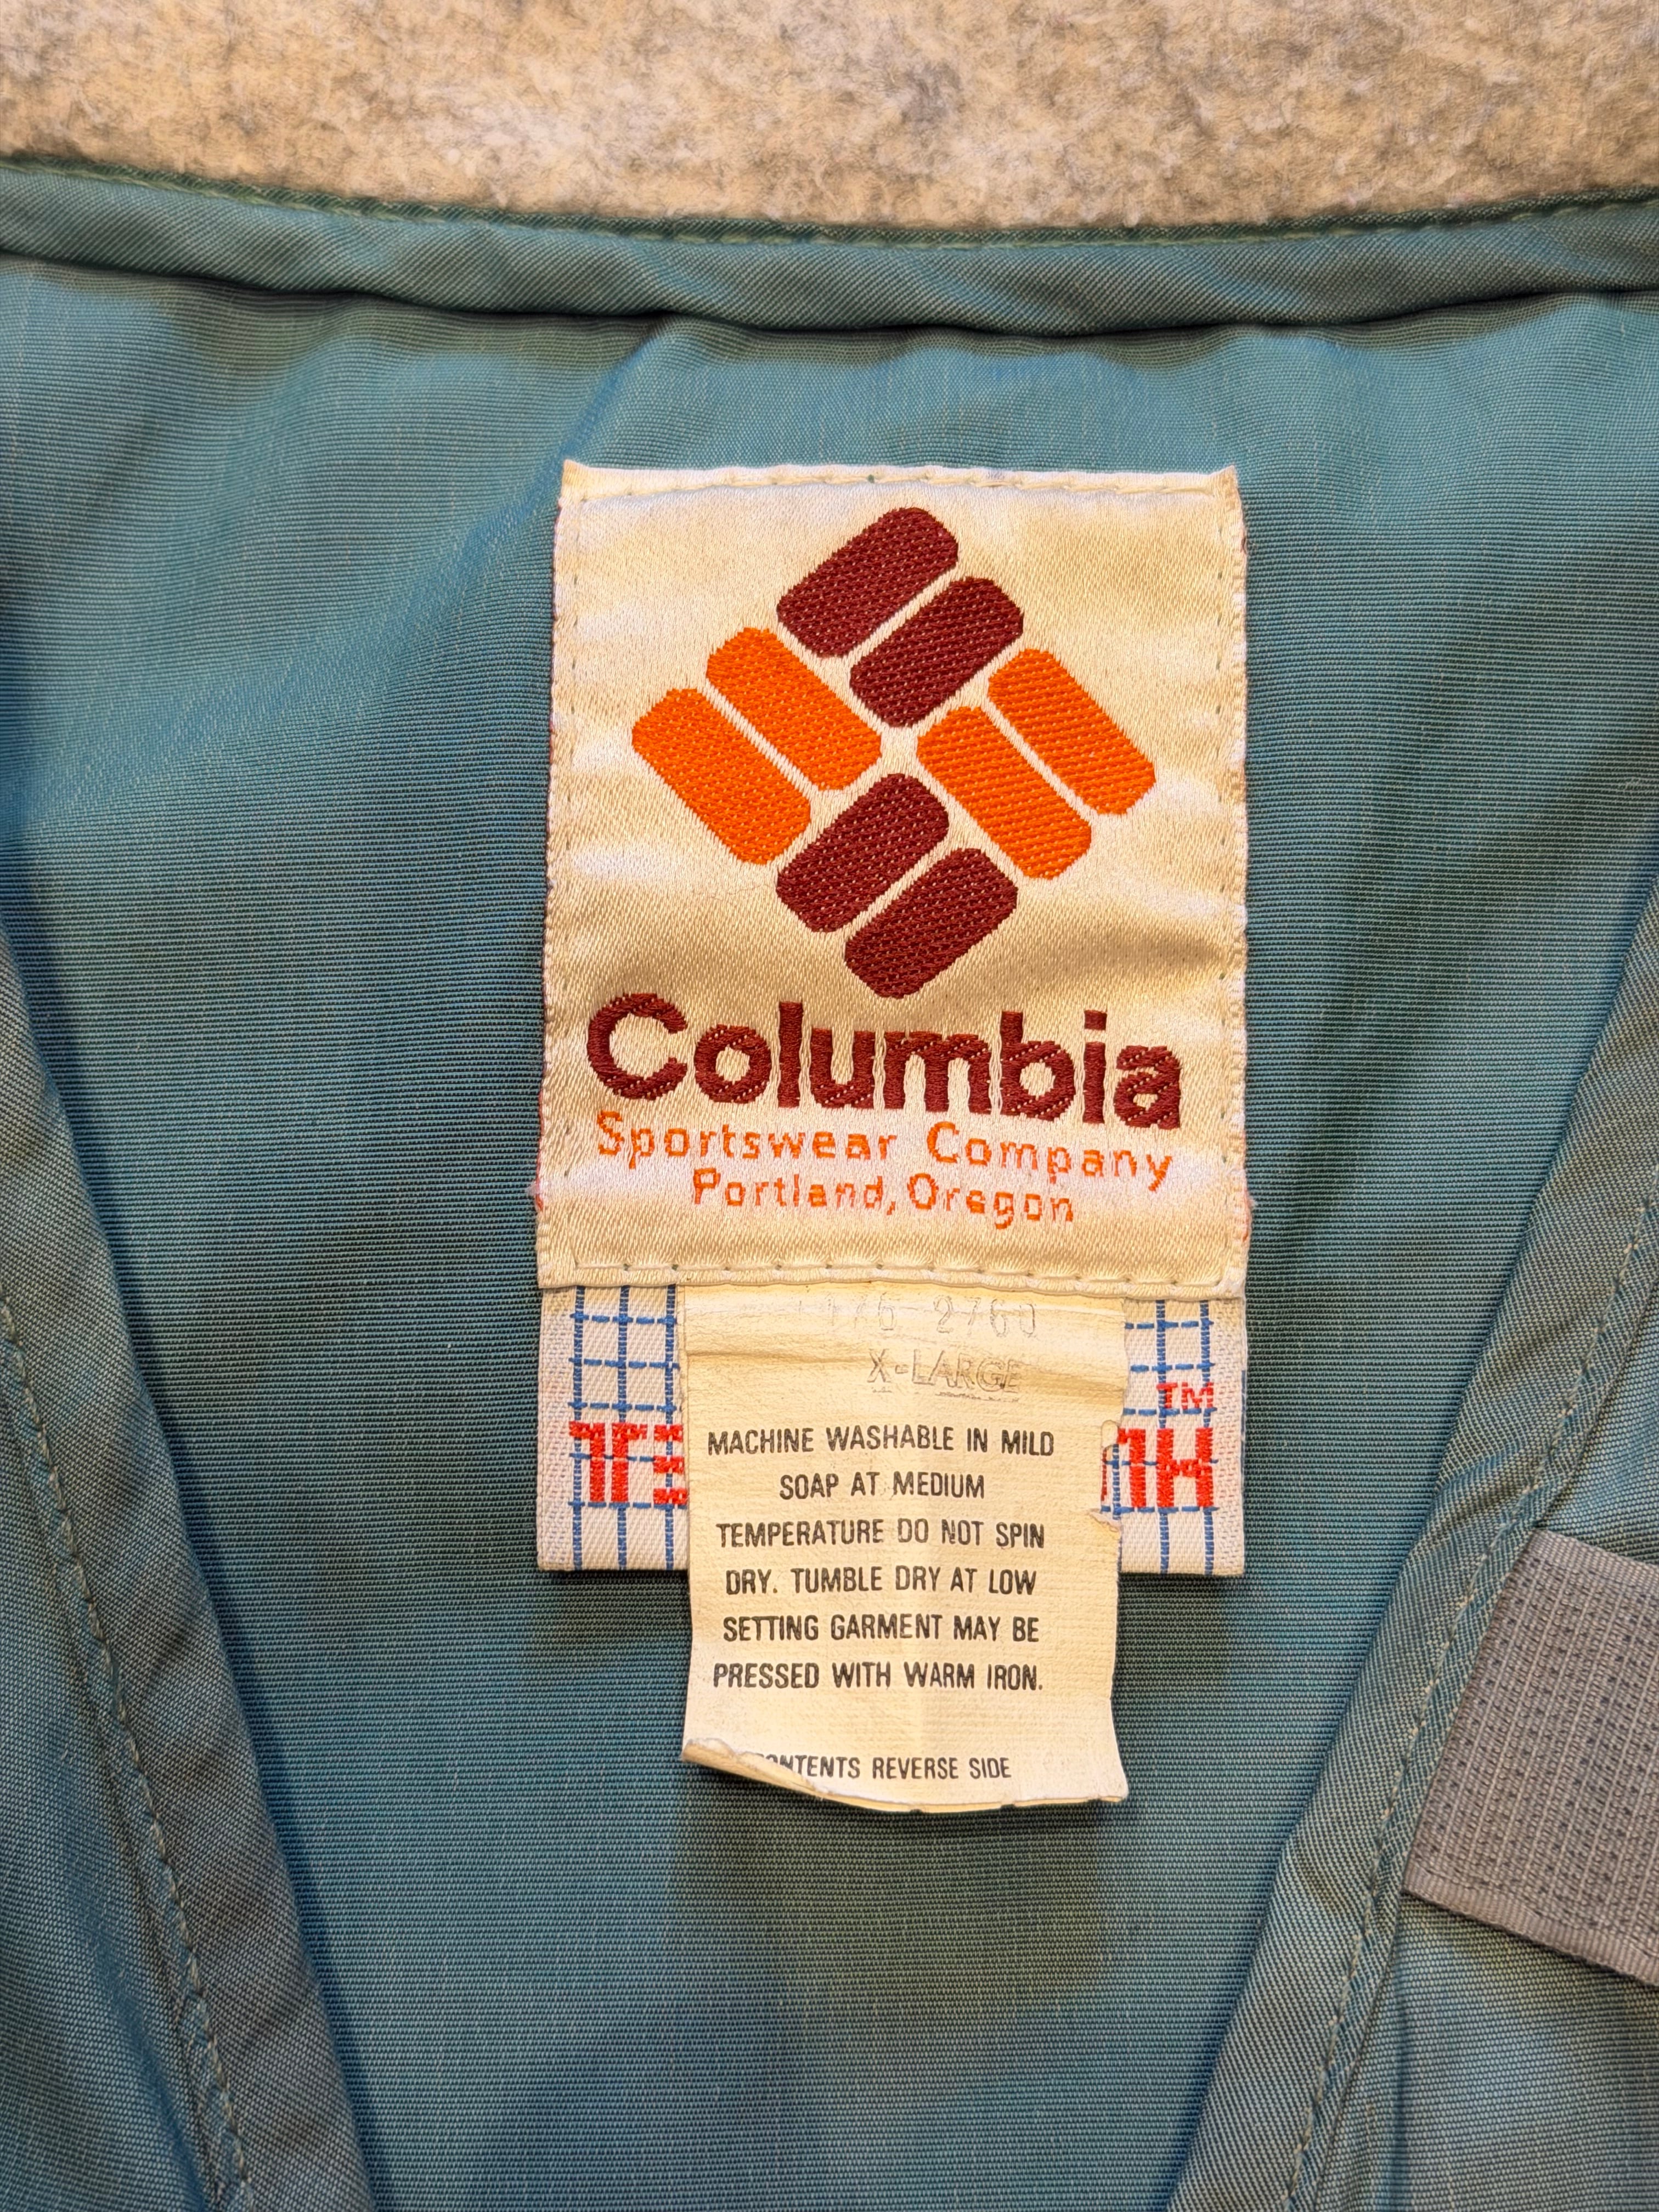 Columbia
Sportswear Company
Portland, Oregon
X-LARGE
TM
MACHINE WASHABLE IN MILD
SOAP AT MEDIUM
TEMPERATURE DO NOT SPIN
DRY. TUMBLE DRY AT LOW
SETTING GARMENT MAY BE
PRESSED WITH WARM IRON.
REVERSE SIDE